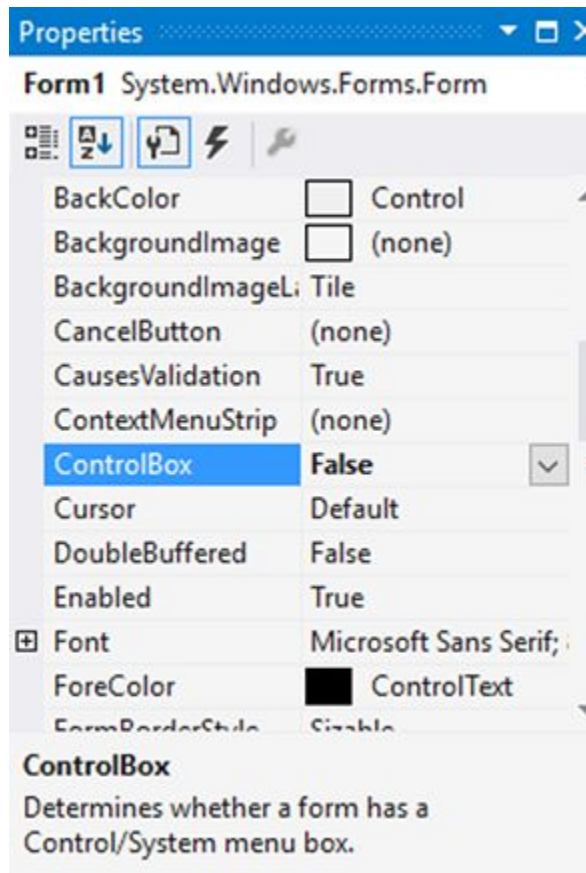 Properties
Form1 System.Windows.Forms.Form
BackColor Control
BackgroundImage (none)
BackgroundImageLa Tile
CancelButton (none)
CausesValidation True
ContextMenuStrip (none)
ControlBox False
Cursor Default
DoubleBuffered False
Enabled True
Font Microsoft Sans Serif;
ForeColor ControlText
FormBorderStyle Sizable
ControlBox
Determines whether a form has a
Control/System menu box.